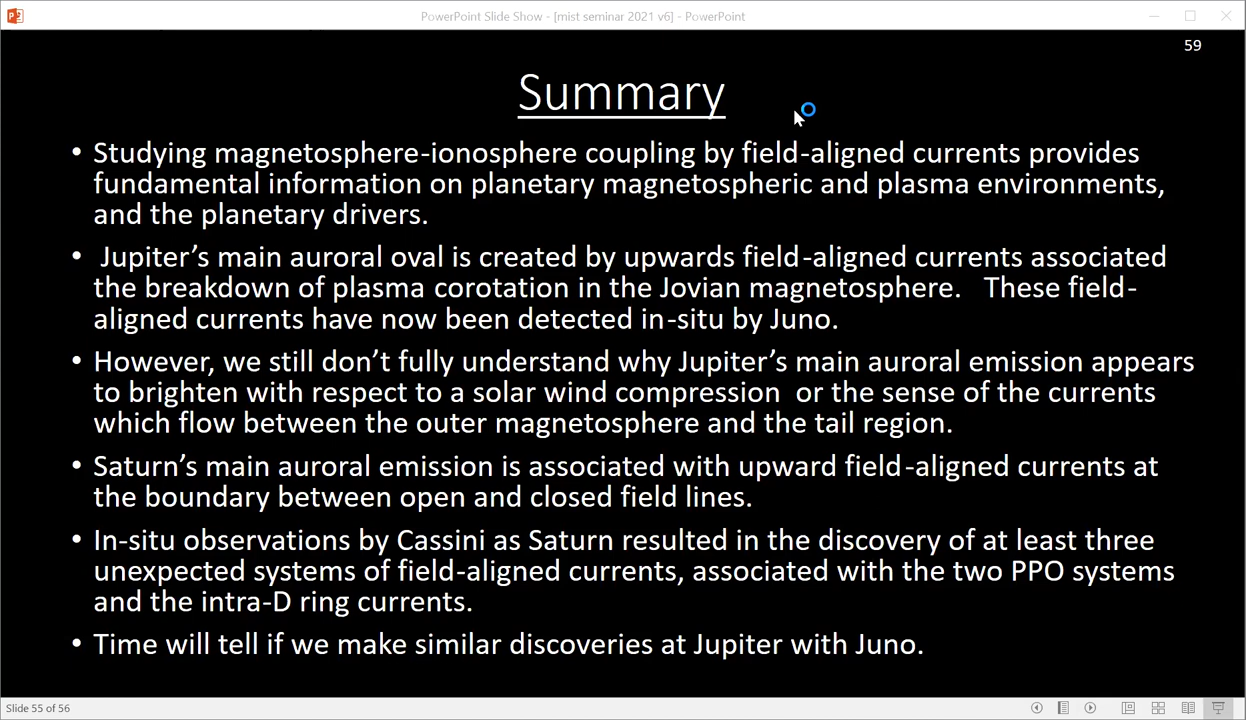 PowerPoint Slide Show - [mist seminar 2021 v6] - PowerPoint
59
Summary
• Studying magnetosphere-ionosphere coupling by field-aligned currents provides
fundamental information on planetary magnetospheric and plasma environments,
and the planetary drivers.
• Jupiter’s main auroral oval is created by upwards field-aligned currents associated
the breakdown of plasma corotation in the Jovian magnetosphere. These field-
aligned currents have now been detected in-situ by Juno.
• However, we still don’t fully understand why Jupiter’s main auroral emission appears
to brighten with respect to a solar wind compression or the sense of the currents
which flow between the outer magnetosphere and the tail region.
• Saturn’s main auroral emission is associated with upward field-aligned currents at
the boundary between open and closed field lines.
• In-situ observations by Cassini as Saturn resulted in the discovery of at least three
unexpected systems of field-aligned currents, associated with the two PPO systems
and the intra-D ring currents.
• Time will tell if we make similar discoveries at Jupiter with Juno.
Slide 55 of 56